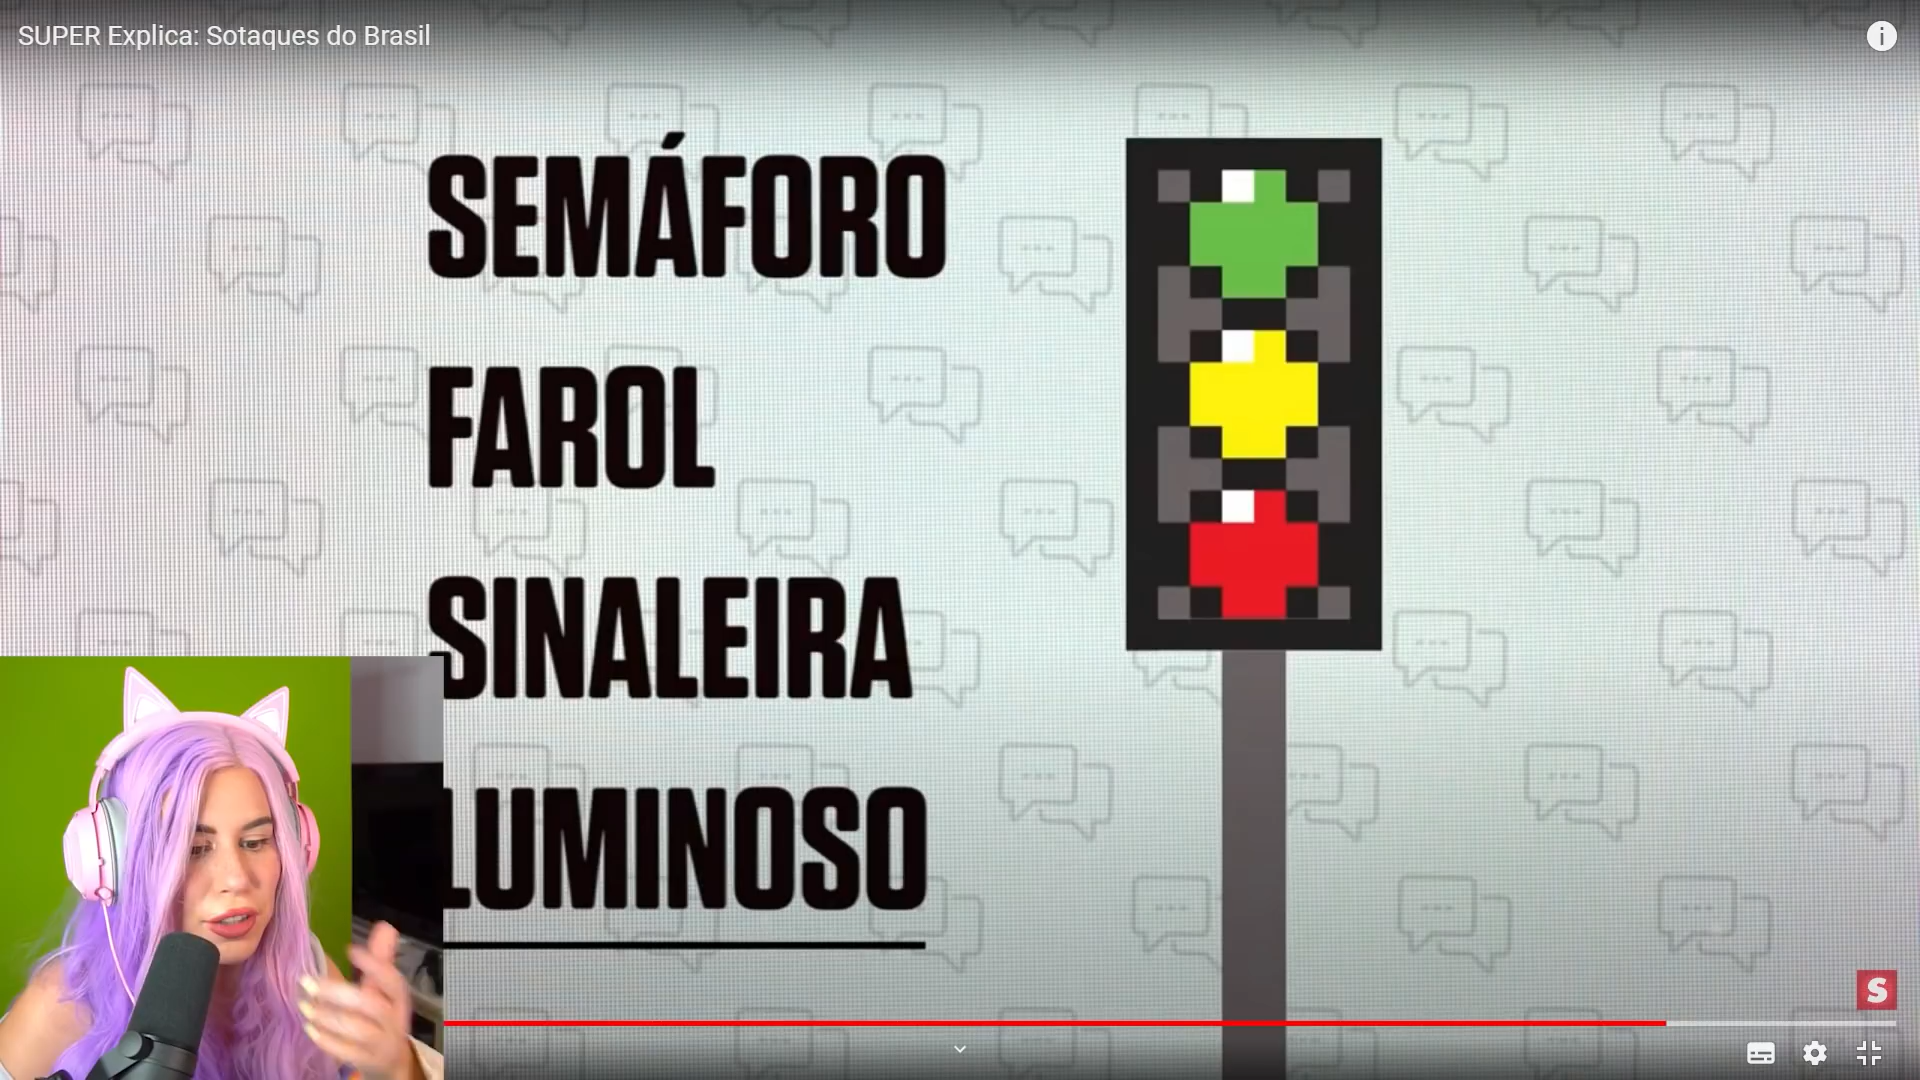 SUPER Explica: Sotaques do Brasil
SEMÁFORO
FAROL
SINALEIRA
LUMINOSO
S